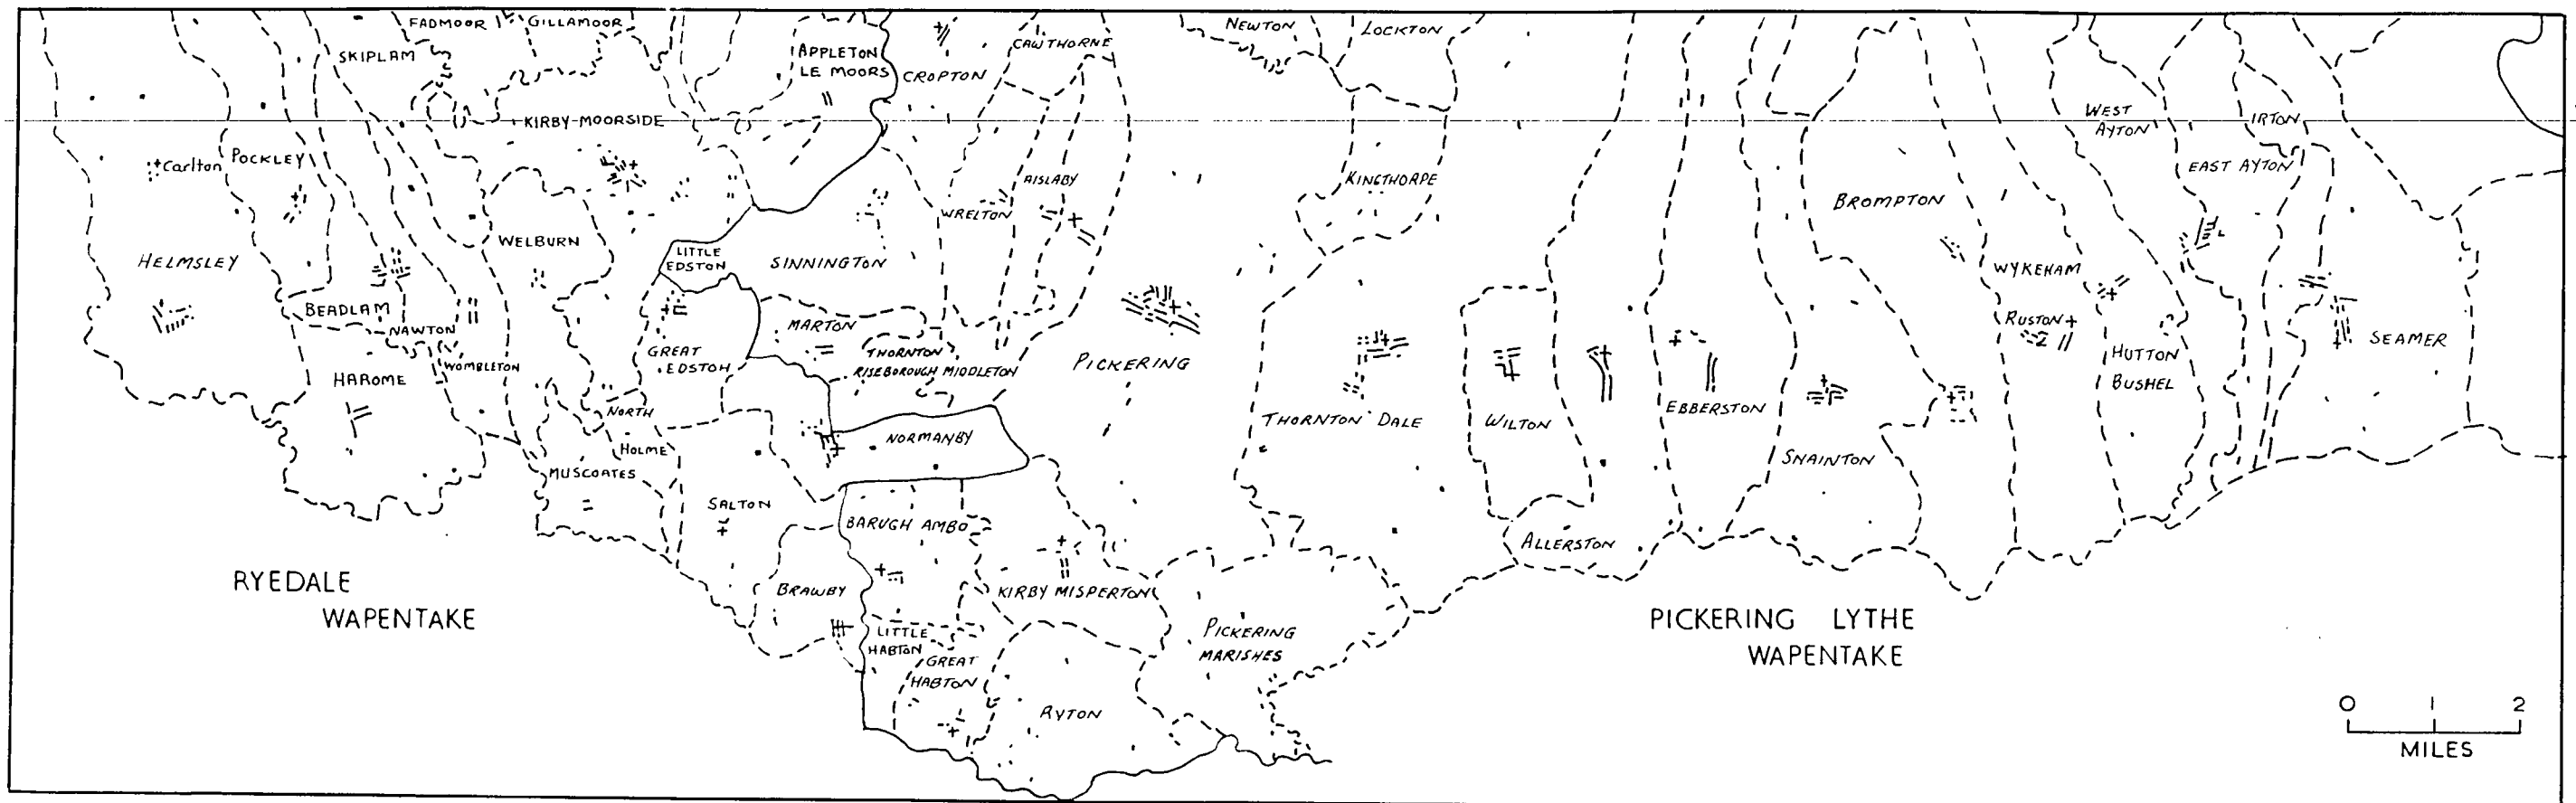 FADMOOR
GILLAMOOR
SKIPLAM
APPLETON
LE MOORS
CROPTON
CAWTHORNE
NEWTON
LOCKTON
KIRBY MOORSIDE
WEST
AYTON
IRTON
Carlton
POCKLEY
EAST AYTON
AISLABY
KINGTHORPE
WRELTON
BROMPTON
WELBURN
HELMSLEY
LITTLE
EDSTON
SINNINGTON
WYKEHAM
BEADLAM
NAWTON
MARTON
RUSTON
GREAT
EDSTON
THORNTON
RISEBOROUGH
MIDDLETON
PICKERING
SEAMER
HUTTON
BUSHEL
HAROME
WOMBLETON
NORTH
HOLME
THORNTON DALE
WILTON
EBBERSTON
NORMANBY
MUSCOATES
SNAINTON
SALTON
BARUGH AMBO
ALLERSTON
RYEDALE
WAPENTAKE
BRAWBY
KIRBY MISPERTON
LITTLE
HABTON
GREAT
HABTON
PICKERING
MARISHES
PICKERING LYTHE
WAPENTAKE
RYTON
0 1 2
MILES